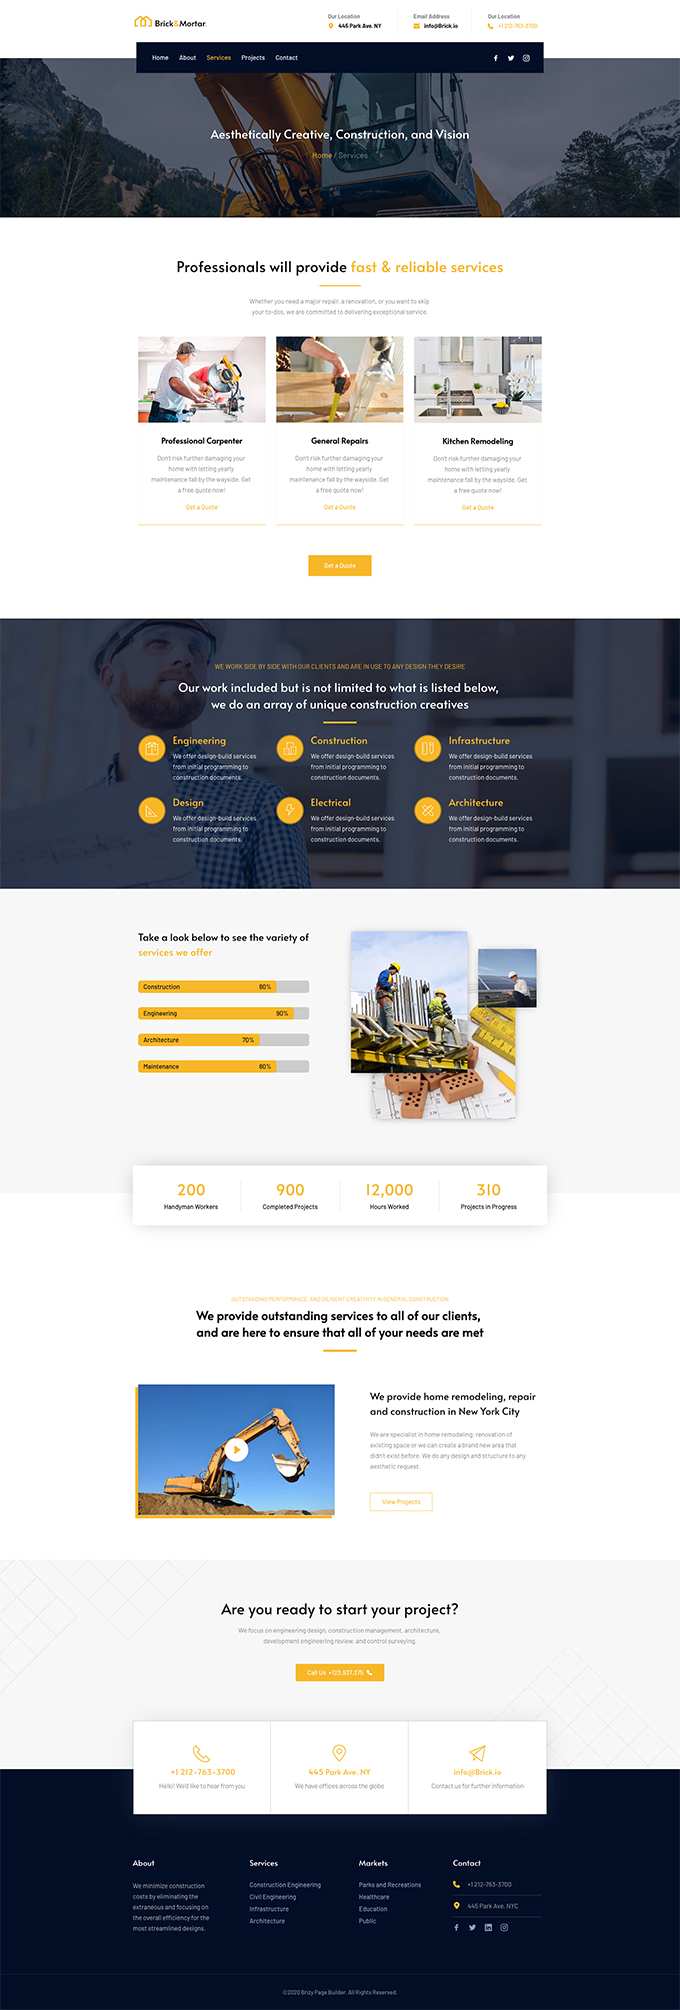 Brick&Mortar.
Our Location
445 Park Ave. NY
Email Address
info@Brick.io
Our Location
+1 212-763-3700
Home About Services Projects Contact
Aesthetically Creative, Construction, and Vision
Home / Services
Professionals will provide fast & reliable services
Whether you need a major repair, a renovation, or you want to skip
your to-dos, we are committed to delivering exceptional service.
Professional Carpenter
Don't risk further damaging your
home with letting yearly
maintenance fall by the wayside. Get
a free quote now!
Get a Quote
General Repairs
Don't risk further damaging your
home with letting yearly
maintenance fall by the wayside. Get
a free quote now!
Get a Quote
Kitchen Remodeling
Don't risk further damaging your
home with letting yearly
maintenance fall by the wayside. Get
a free quote now!
Get a Quote
Get a Quote
WE WORK SIDE BY SIDE WITH OUR CLIENTS AND ARE IN USE TO ANY DESIGN THEY DESIRE
Our work included but is not limited to what is listed below,
we do an array of unique construction creatives
Engineering
We offer design-build services
from initial programming to
construction documents.
Construction
We offer design-build services
from initial programming to
construction documents.
Infrastructure
We offer design-build services
from initial programming to
construction documents.
Design
We offer design-build services
from initial programming to
construction documents.
Electrical
We offer design-build services
from initial programming to
construction documents.
Architecture
We offer design-build services
from initial programming to
construction documents.
Take a look below to see the variety of
services we offer
Construction 80%
Engineering 90%
Architecture 70%
Maintenance 80%
200
Handyman Workers
900
Completed Projects
12,000
Hours Worked
310
Projects in Progress
OUTSTANDING PERFORMANCE, AND DILIGENT CREATIVITY IN GENERAL CONSTRUCTION
We provide outstanding services to all of our clients,
and are here to ensure that all of your needs are met
We provide home remodeling, repair
and construction in New York City
We are specialist in home remodeling; renovation of
existing space or we can create a brand new area that
didn't exist before. We do any design and structure to any
aesthetic request.
View Projects
Are you ready to start your project?
We focus on engineering design, construction management, architecture,
development engineering review, and control surveying.
Call Us +123.937.375
+1 212-763-3700
Hello! We'd like to hear from you
445 Park Ave. NY
We have offices across the globe
info@Brick.io
Contact us for further information
About
We minimize construction
costs by eliminating the
extraneous and focusing on
the overall efficiency for the
most streamlined designs.
Services
Construction Engineering
Civil Engineering
Infrastructure
Architecture
Markets
Parks and Recreations
Healthcare
Education
Public
Contact
+1 212-763-3700
445 Park Ave. NYC
©2020 Brizy Page Builder. All Rights Reserved.